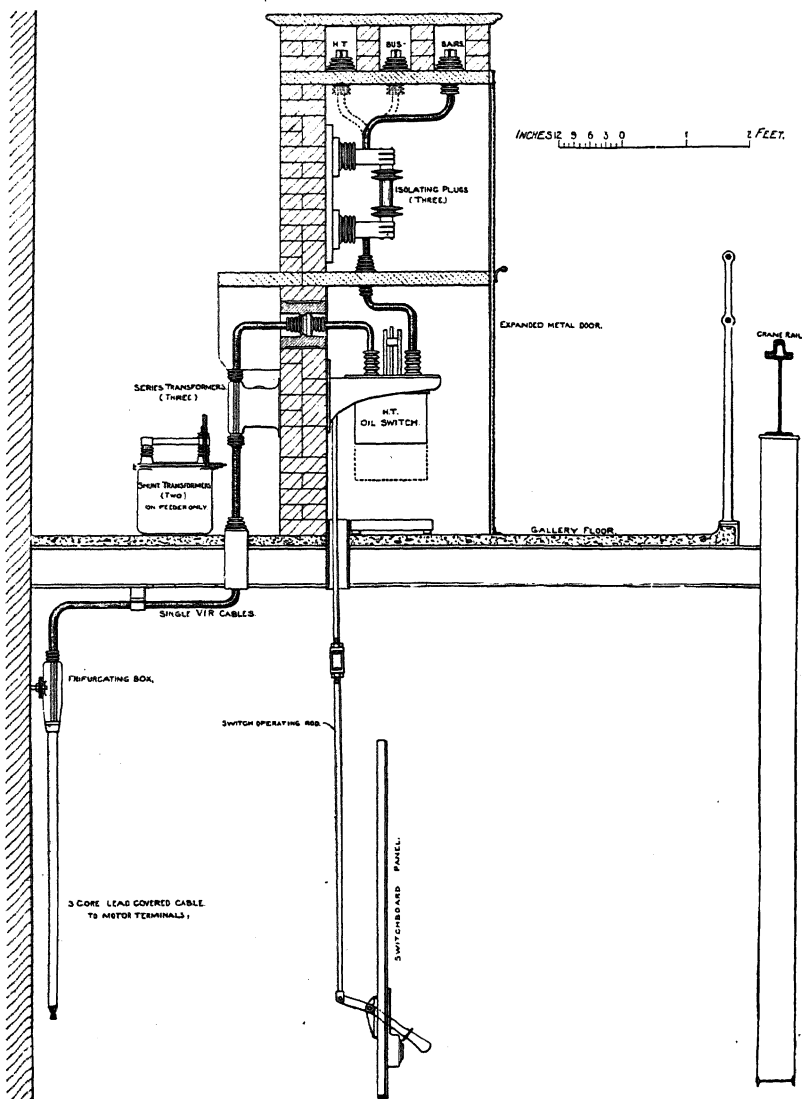 H T BUS- BARS
INCHES 12 9 6 3 0 1 2 FEET.
ISOLATING PLUGS
(THREE)
EXPANDED METAL DOOR.
CRANE RAIL
SERIES TRANSFORMERS
(THREE)
H.T.
OIL SWITCH.
SHUNT TRANSFORMERS
(TWO)
ON FEEDER ONLY
GALLERY FLOOR
SINGLE VIR CABLES.
TRIFURCATING BOX.
SWITCH OPERATING ROD.
SWITCHBOARD PANEL.
3 CORE LEAD COVERED CABLE
TO MOTOR TERMINALS,